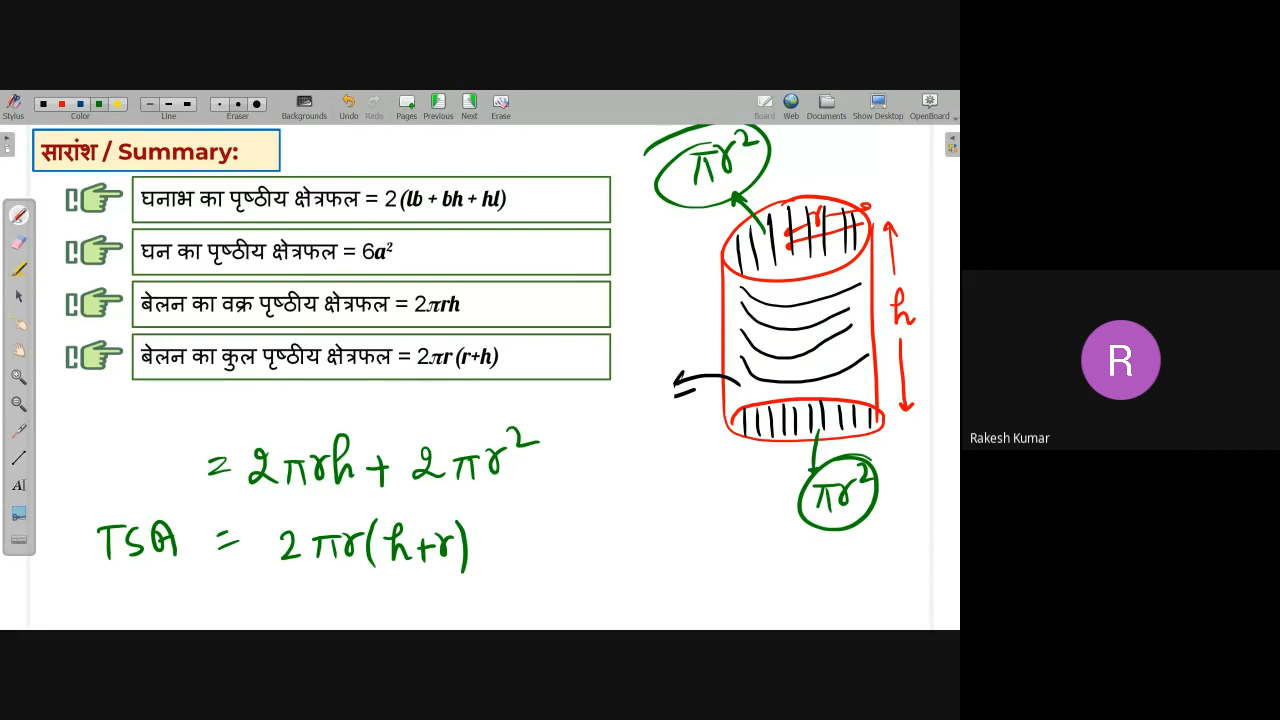 Stylus
Color
Line
Eraser
Backgrounds
Undo
Redo
Pages
Previous
Next
Erase
Board
Web
Documents
Show Desktop
OpenBoard
सारांश / Summary:
घनाभ का पृष्ठीय क्षेत्रफल = 2(lb + bh + hl)
घन का पृष्ठीय क्षेत्रफल = 6a²
बेलन का वक्र पृष्ठीय क्षेत्रफल = 2πrh
बेलन का कुल पृष्ठीय क्षेत्रफल = 2πr(r+h)
πr²
r
h
πr²
= 2πrh + 2πr²
TSA = 2πr(h+r)
R
Rakesh Kumar